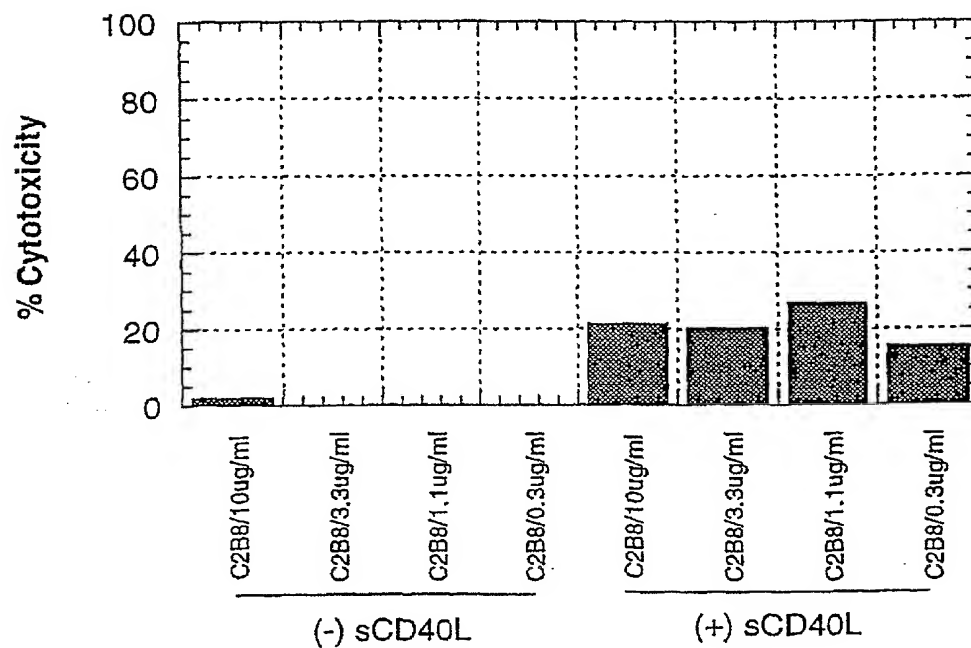 % Cytotoxicity
100
80
60
40
20
0
C2B8/10ug/ml
C2B8/3.3ug/ml
C2B8/1.1ug/ml
C2B8/0.3ug/ml
C2B8/10ug/ml
C2B8/3.3ug/ml
C2B8/1.1ug/ml
C2B8/0.3ug/ml
(-) sCD40L
(+) sCD40L